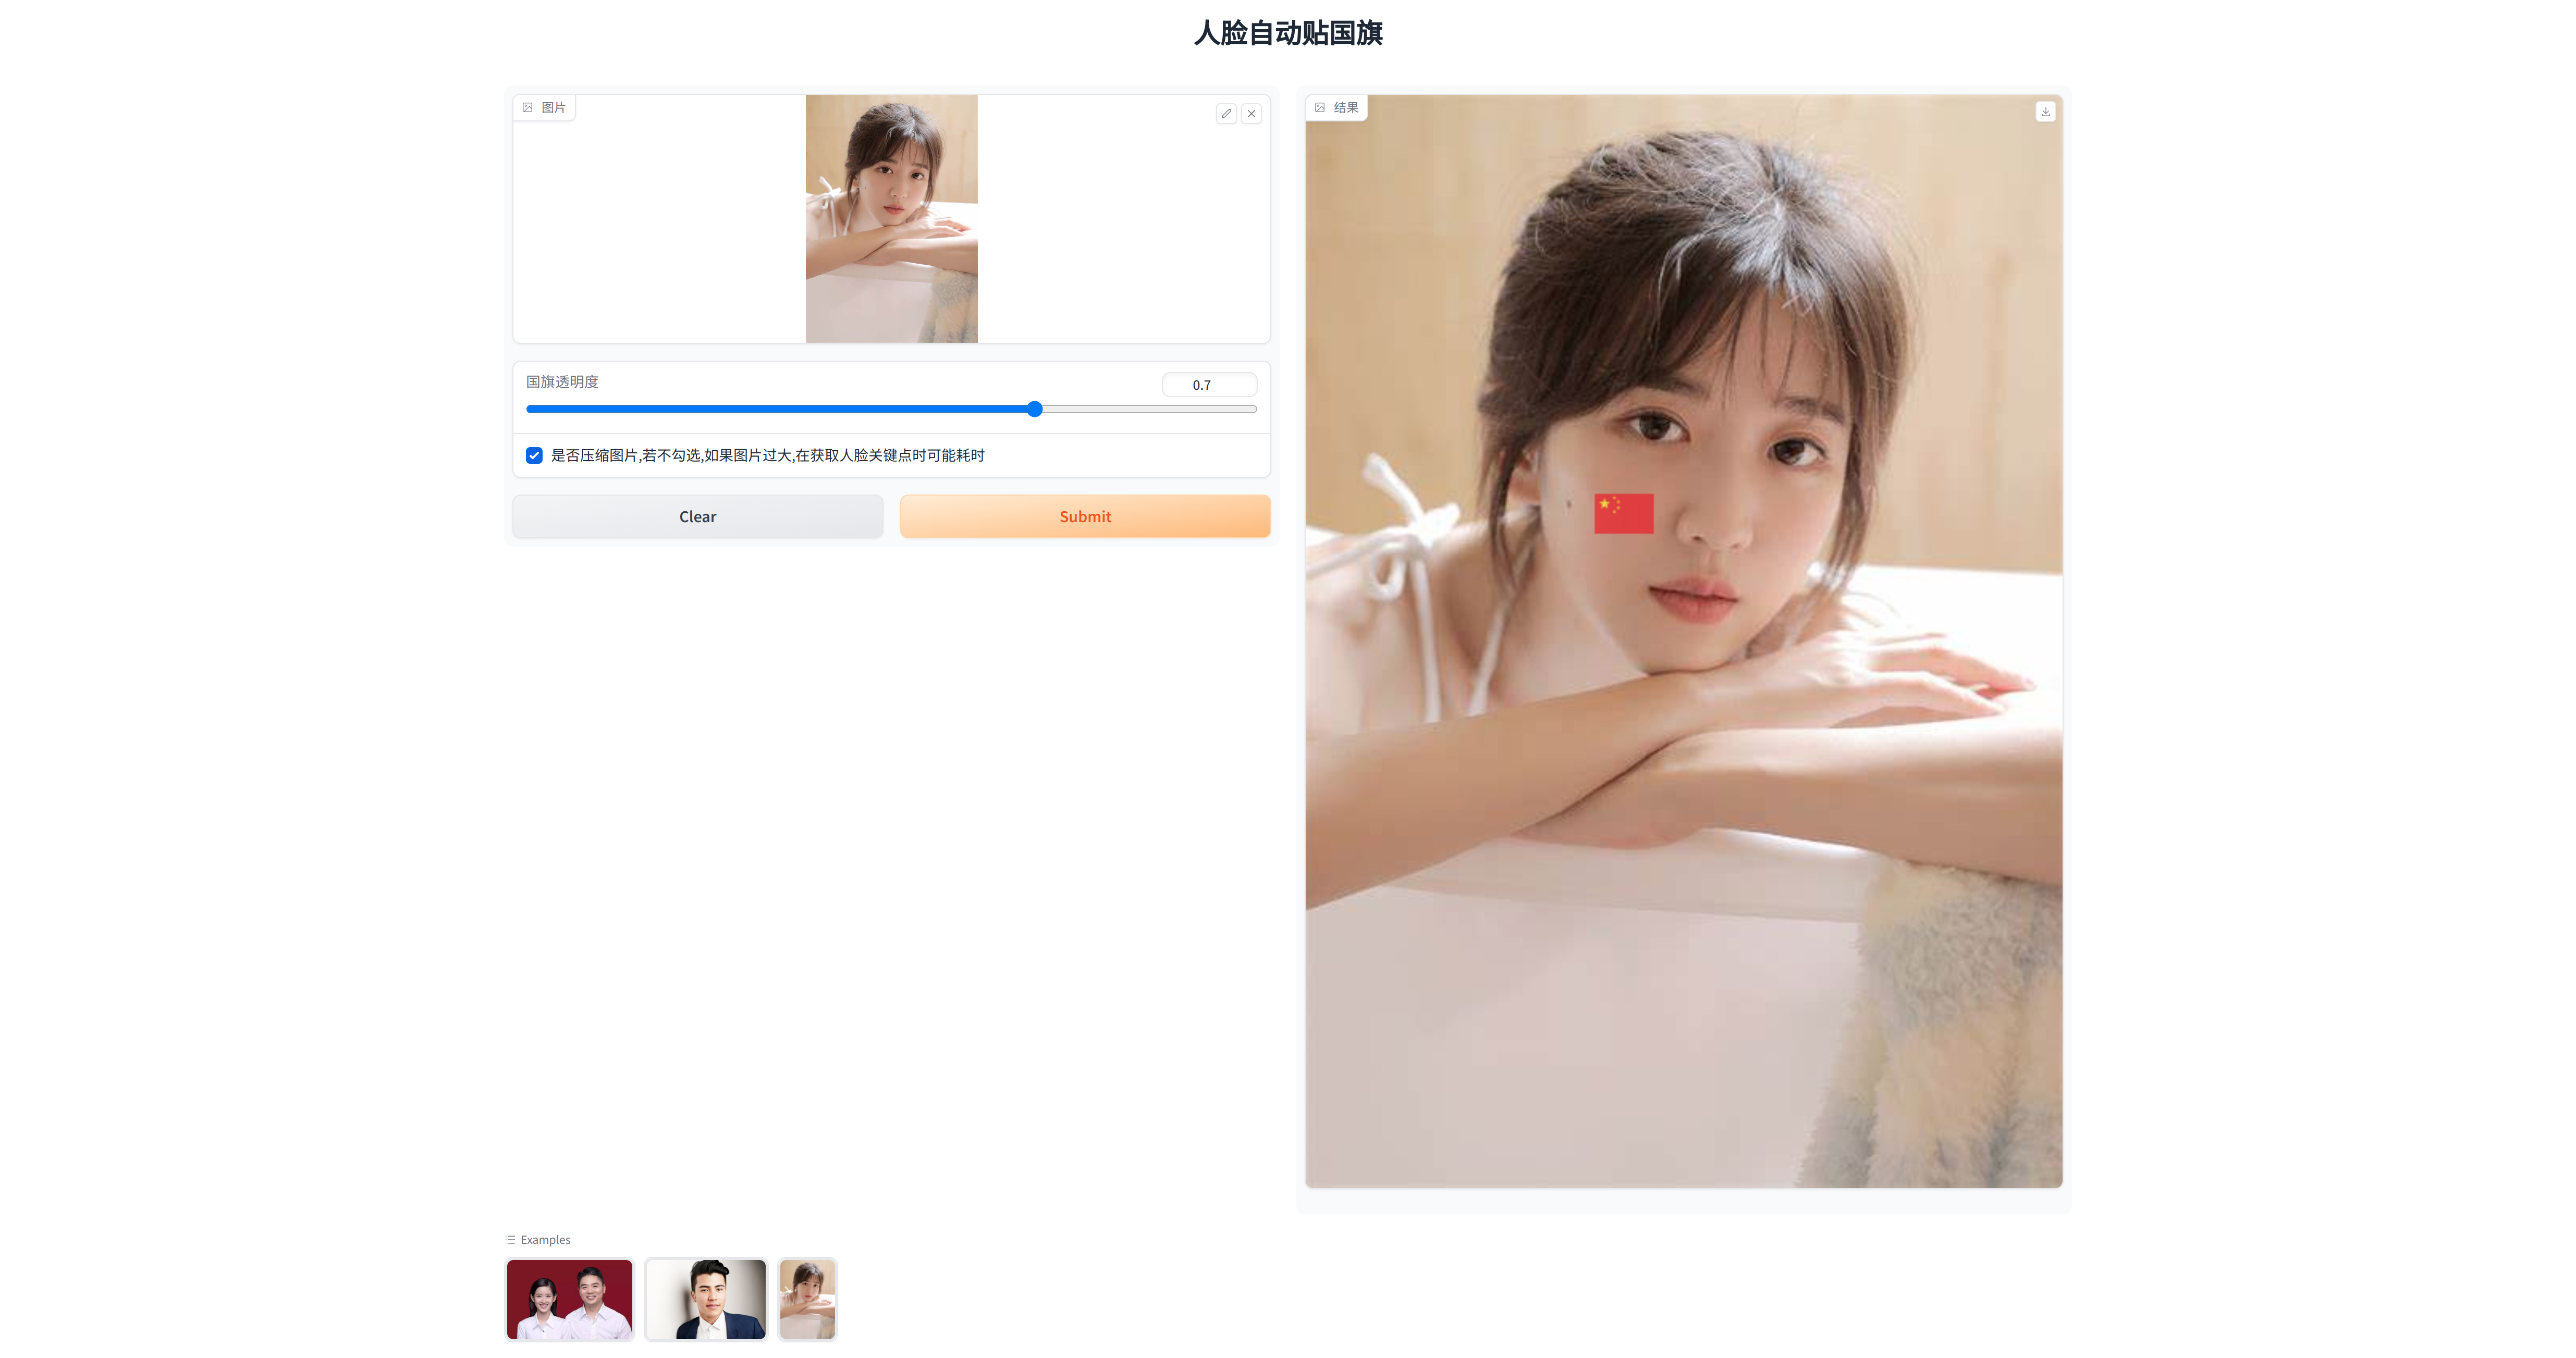 人脸自动贴国旗
图片
国旗透明度
0.7
是否压缩图片,若不勾选,如果图片过大,在获取人脸关键点时可能耗时
Clear
Submit
结果
Examples